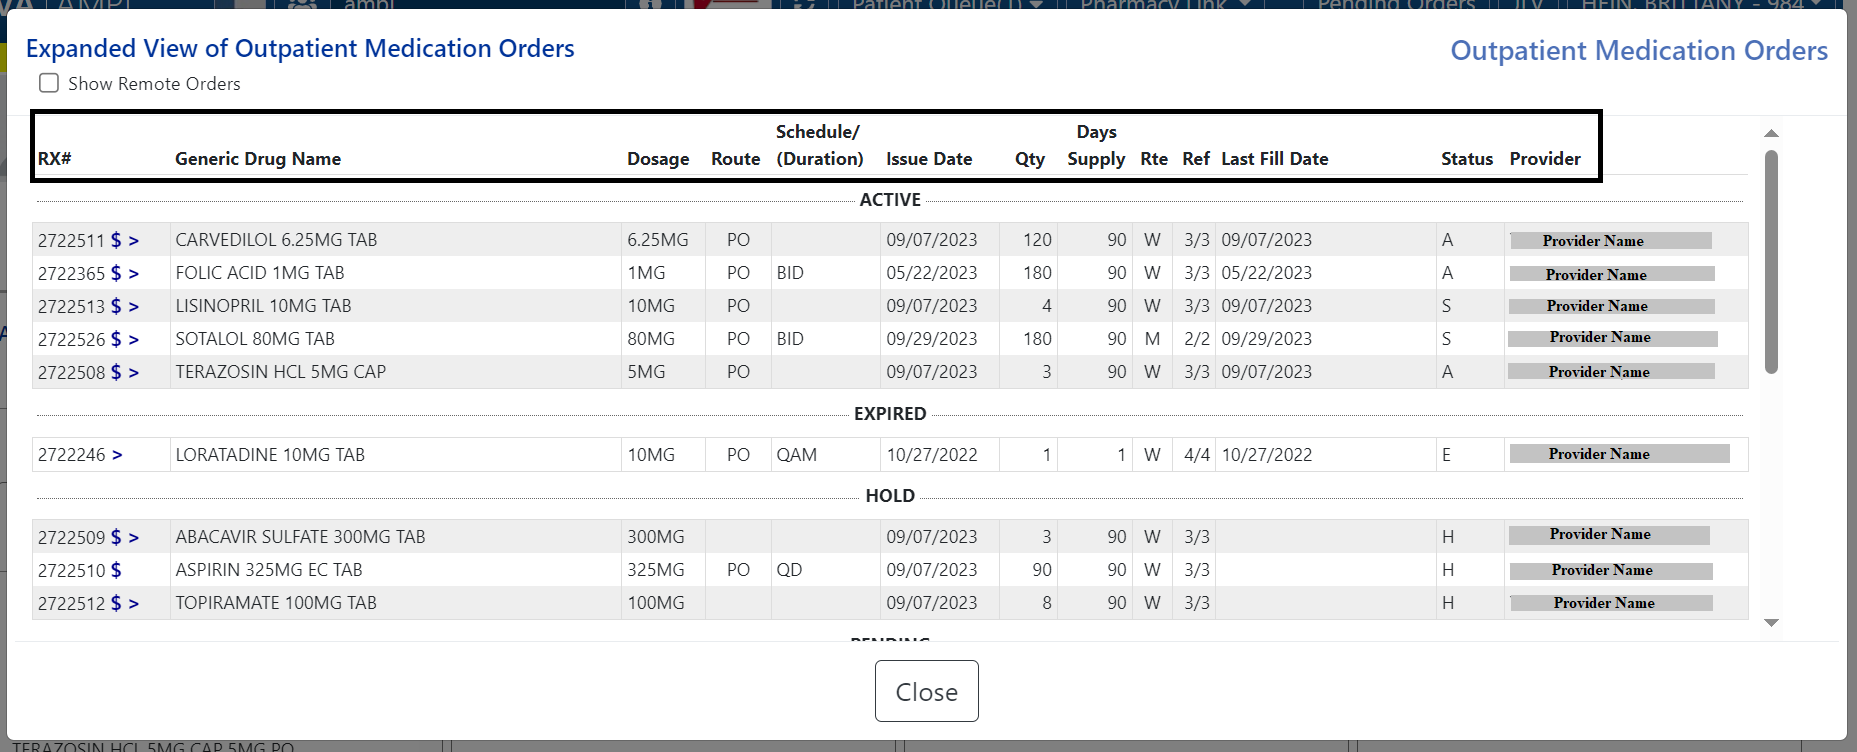 Expanded View of Outpatient Medication Orders
Outpatient Medication Orders
Show Remote Orders
RX# Generic Drug Name Dosage Route Schedule/ (Duration) Issue Date Qty Days Supply Rte Ref Last Fill Date Status Provider
ACTIVE
2722511 $ > CARVEDILOL 6.25MG TAB 6.25MG PO 09/07/2023 120 90 W 3/3 09/07/2023 A Provider Name
2722365 $ > FOLIC ACID 1MG TAB 1MG PO BID 05/22/2023 180 90 W 3/3 05/22/2023 A Provider Name
2722513 $ > LISINOPRIL 10MG TAB 10MG PO 09/07/2023 4 90 W 3/3 09/07/2023 S Provider Name
2722526 $ > SOTALOL 80MG TAB 80MG PO BID 09/29/2023 180 90 M 2/2 09/29/2023 S Provider Name
2722508 $ > TERAZOSIN HCL 5MG CAP 5MG PO 09/07/2023 3 90 W 3/3 09/07/2023 A Provider Name
EXPIRED
2722246 > LORATADINE 10MG TAB 10MG PO QAM 10/27/2022 1 1 W 4/4 10/27/2022 E Provider Name
HOLD
2722509 $ > ABACAVIR SULFATE 300MG TAB 300MG 09/07/2023 3 90 W 3/3 H Provider Name
2722510 $ ASPIRIN 325MG EC TAB 325MG PO QD 09/07/2023 90 90 W 3/3 H Provider Name
2722512 $ > TOPIRAMATE 100MG TAB 100MG 09/07/2023 8 90 W 3/3 H Provider Name
PENDING
Close
TERAZOSIN HCL 5MG CAP 5MG PO